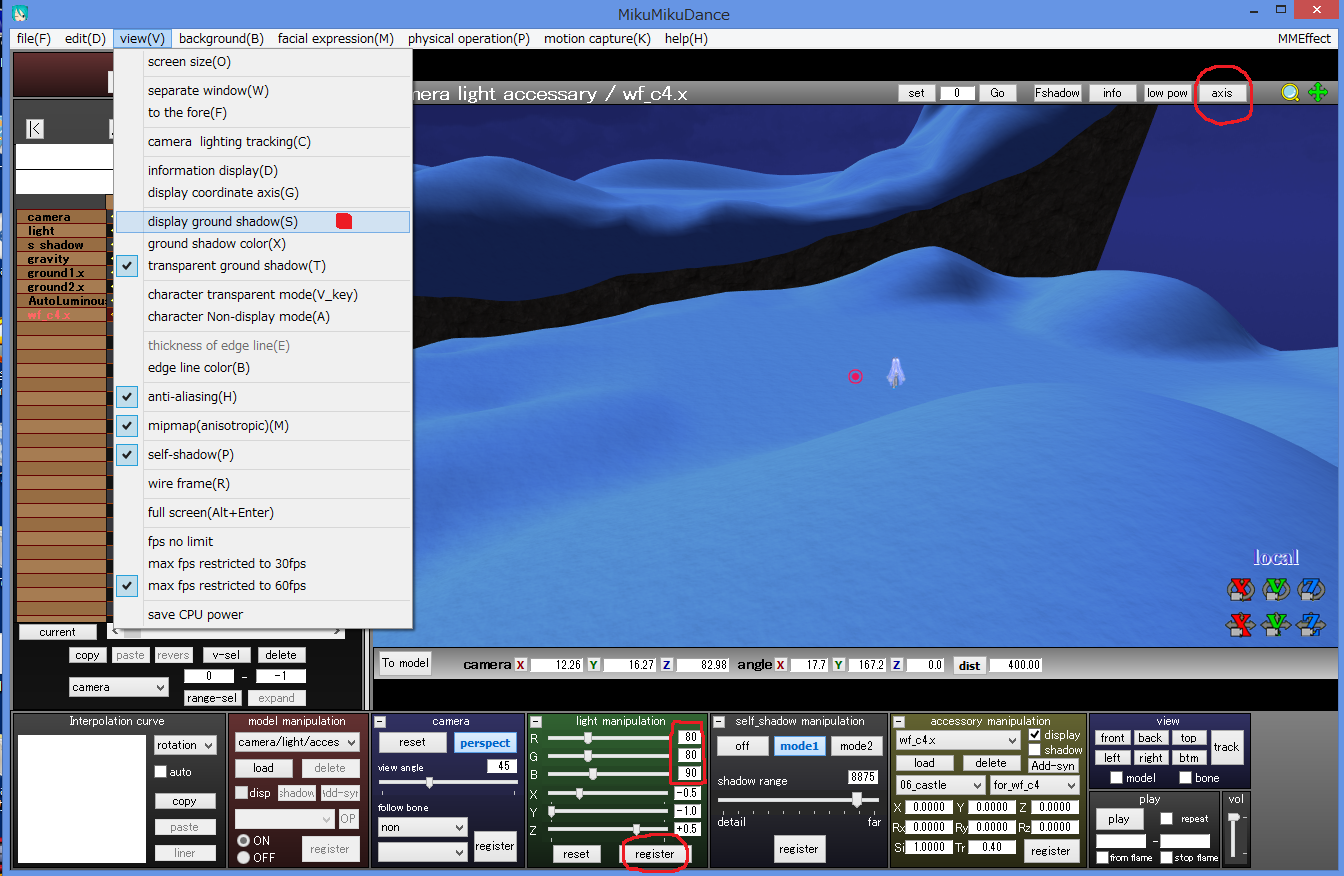 MikuMikuDance
file(F) edit(D) view(V) background(B) facial expression(M) physical operation(P) motion capture(K) help(H) MMEffect
screen size(O)
separate window(W)
to the fore(F)
camera lighting tracking(C)
information display(D)
display coordinate axis(G)
display ground shadow(S)
ground shadow color(X)
transparent ground shadow(T)
character transparent mode(V_key)
character Non-display mode(A)
thickness of edge line(E)
edge line color(B)
anti-aliasing(H)
mipmap(anisotropic)(M)
self-shadow(P)
wire frame(R)
full screen(Alt+Enter)
fps no limit
max fps restricted to 30fps
max fps restricted to 60fps
save CPU power
mera light accessary / wf_c4.x
set 0 Go Fshadow info low pow axis
camera
light
s shadow
gravity
ground1.x
ground2.x
AutoLuminou
wf_c4.x
local
X Y Z
X Y Z
current
copy paste revers v-sel delete
camera 0 - -1
range-sel expand
To model camera X 12.26 Y 16.27 Z 82.98 angle X 17.7 Y 167.2 Z 0.0 dist 400.00
Interpolation curve
rotation
auto
copy
paste
liner
model manipulation
camera/light/acces
load delete
disp shadow Add-syn
OP
ON
OFF
register
camera
reset perspect
view angle 45
follow bone
non
register
light manipulation
R 80
G 80
B 90
X -0.5
Y -1.0
Z +0.5
reset register
self_shadow manipulation
off mode1 mode2
shadow range 8875
detail far
register
accessory manipulation
wf_c4.x display
shadow
load delete Add-syn
06_castle for_wf_c4
X 0.0000 Y 0.0000 Z 0.0000
Rx 0.0000 Ry 0.0000 Rz 0.0000
Si 1.0000 Tr 0.40 register
view
front back top
left right btm track
model bone
play
play repeat
-
from flame stop flame
vol